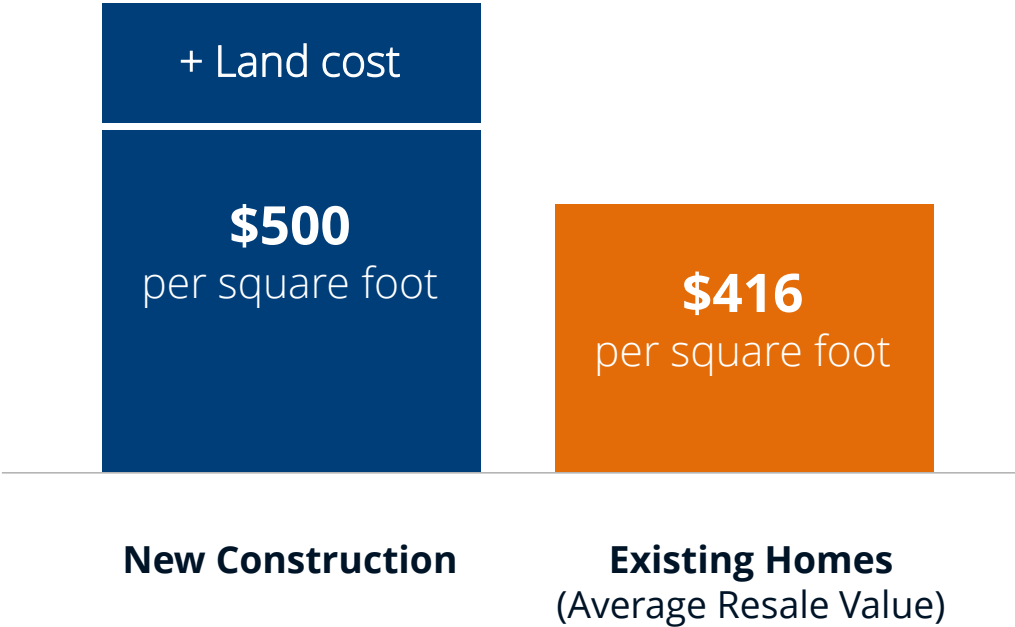 + Land cost
$500
per square foot
$416
per square foot
New Construction
Existing Homes
(Average Resale Value)